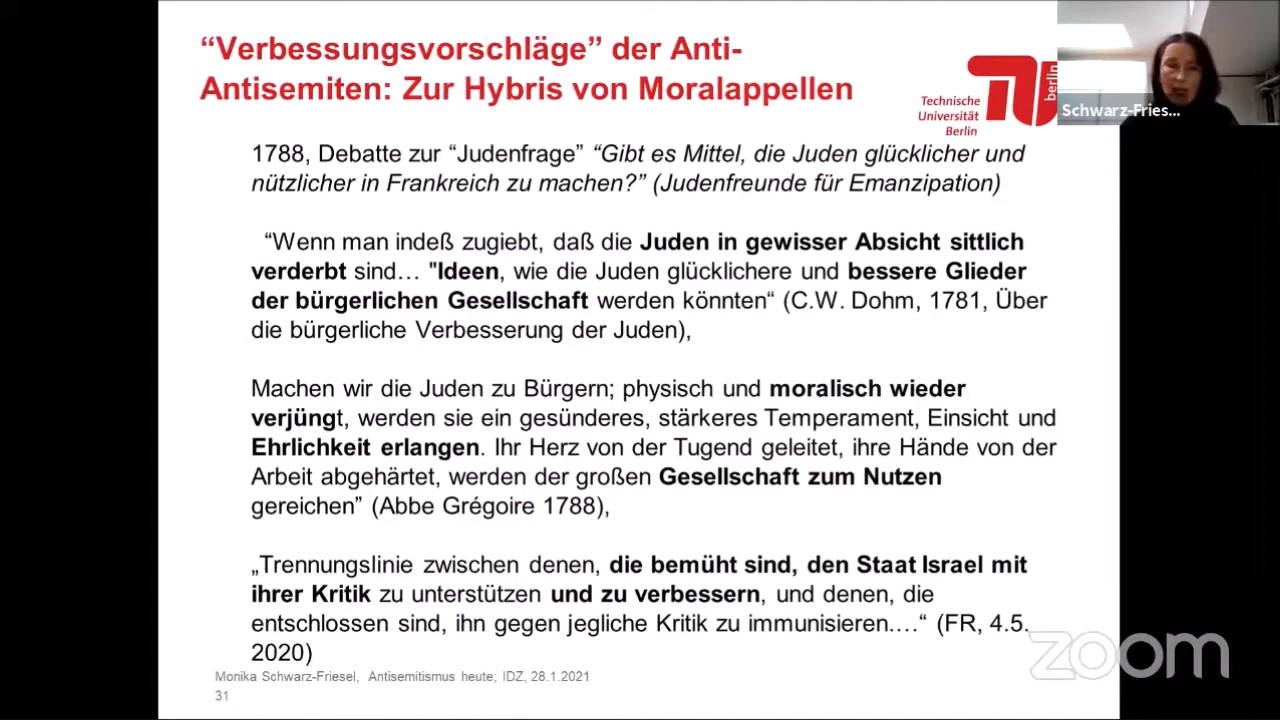 “Verbessungsvorschläge” der Anti-
Antisemiten: Zur Hybris von Moralappellen
Technische
Universität
Berlin
berlin
Schwarz-Fries...
1788, Debatte zur “Judenfrage” “Gibt es Mittel, die Juden glücklicher und
nützlicher in Frankreich zu machen?” (Judenfreunde für Emanzipation)
“Wenn man indeß zugiebt, daß die Juden in gewisser Absicht sittlich
verderbt sind… "Ideen, wie die Juden glücklichere und bessere Glieder
der bürgerlichen Gesellschaft werden könnten“ (C.W. Dohm, 1781, Über
die bürgerliche Verbesserung der Juden),
Machen wir die Juden zu Bürgern; physisch und moralisch wieder
verjüngt, werden sie ein gesünderes, stärkeres Temperament, Einsicht und
Ehrlichkeit erlangen. Ihr Herz von der Tugend geleitet, ihre Hände von der
Arbeit abgehärtet, werden der großen Gesellschaft zum Nutzen
gereichen” (Abbe Grégoire 1788),
„Trennungslinie zwischen denen, die bemüht sind, den Staat Israel mit
ihrer Kritik zu unterstützen und zu verbessern, und denen, die
entschlossen sind, ihn gegen jegliche Kritik zu immunisieren.…“ (FR, 4.5.
2020)
Monika Schwarz-Friesel, Antisemitismus heute; IDZ, 28.1.2021
31
zoom